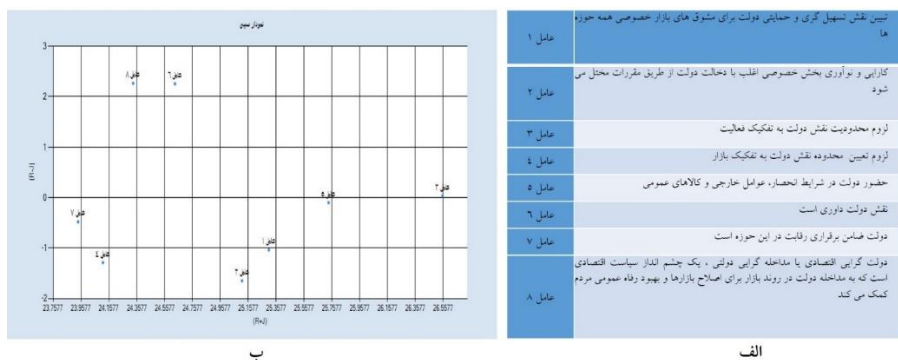 تبیین نقش تسهیل گری و حمایتی دولت برای مشوق های بازار خصوصی همه حوزه
ها
عامل ۱
کارایی و نوآوری بخش خصوصی اغلب با دخالت دولت از طریق مقررات مختل می
شود
عامل ۲
لزوم محدودیت نقش دولت به تفکیک فعالیت
عامل ۳
لزوم تعیین محدوده نقش دولت به تفکیک بازار
عامل ٤
حضور دولت در شرایط انحصار، عوامل خارجی و کالاهای عمومی
عامل ٥
نقش دولت داوری است
عامل ٦
دولت ضامن برقراری رقابت در این حوزه است
عامل ۷
دولت گرایی اقتصادی یا مداخله گرایی دولتی ، یک چشم انداز سیاست اقتصادی
است که به مداخله دولت در روند بازار برای اصلاح بازارها و بهبود رفاه عمومی مردم
کمک می کند
عامل ۸
الف
نمودار
3
2
1
0
-1
-2
عامل ۸
عامل ٦
عامل
عامل ٥
عامل ۷
عامل ۱
عامل ٤
عامل
23.7577 23.9577 24.1577 24.3577 24.5577 24.7577 24.9577 25.1577 25.3577 25.5577 25.7577 25.9577 26.1577 26.3577 26.5577
ب